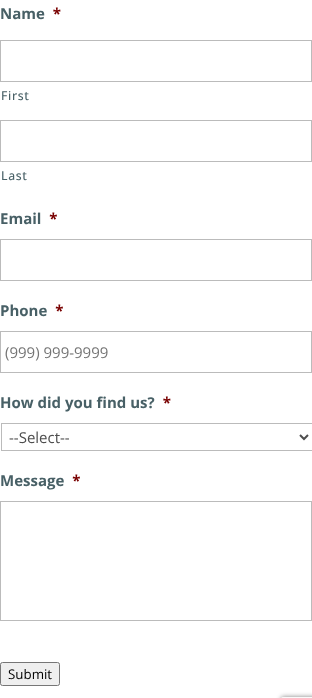 Name *
First
Last
Email *
Phone *
(999) 999-9999
How did you find us? *
--Select--
Message *
Submit